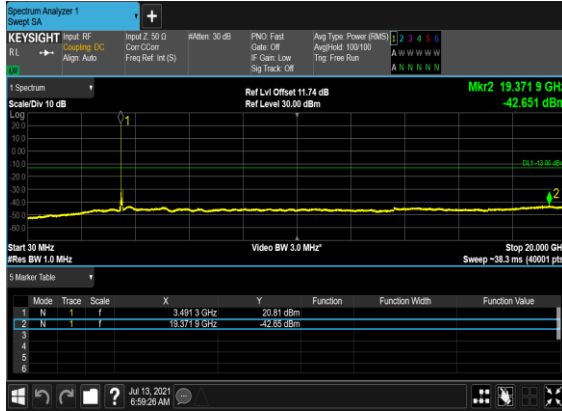 Spectrum Analyzer 1
Swept SA
+
KEYSIGHT Input: RF Input Z: 50 Ω #Atten: 30 dB PNO: Fast Avg Type: Power (RMS) 1 2 3 4 5 6
RL Coupling: DC Corr CCorr Gate: Off Avg|Hold: 100/100 A W W W W W
Align: Auto Freq Ref: Int (S) IF Gain: Low Trig: Free Run
Sig Track: Off A N N N N N
1 Spectrum Ref Lvl Offset 11.74 dB Mkr2 19.371 9 GHz
Scale/Div 10 dB Ref Level 30.00 dBm -42.651 dBm
Log
1
20.0
10.0
0.00
-10.0 DL1 -13.00 dBm
-20.0
-30.0
-40.0 2
-50.0
-60.0
Start 30 MHz Video BW 3.0 MHz* Stop 20.000 GH
#Res BW 1.0 MHz Sweep ~38.3 ms (40001 pts
5 Marker Table
Mode Trace Scale X Y Function Function Width Function Value
1 N 1 f 3.491 3 GHz 20.81 dBm
2 N 1 f 19.371 9 GHz -42.65 dBm
3
4
5
6
? Jul 13, 2021
6:59:26 AM